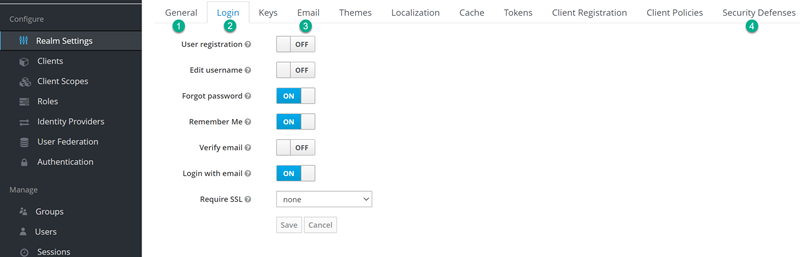 Configure
Realm Settings
Clients
Client Scopes
Roles
Identity Providers
User Federation
Authentication
Manage
Groups
Users
Sessions
General Login Keys Email Themes Localization Cache Tokens Client Registration Client Policies Security Defenses
1 2 3 4
User registration OFF
Edit username OFF
Forgot password ON
Remember Me ON
Verify email OFF
Login with email ON
Require SSL none
Save Cancel